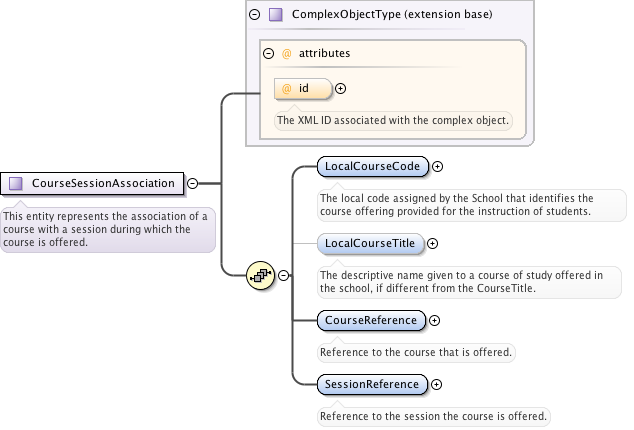 ComplexObjectType (extension base)
@ attributes
@ id
The XML ID associated with the complex object.
CourseSessionAssociation
This entity represents the association of a
course with a session during which the
course is offered.
LocalCourseCode
The local code assigned by the School that identifies the
course offering provided for the instruction of students.
LocalCourseTitle
The descriptive name given to a course of study offered in
the school, if different from the CourseTitle.
CourseReference
Reference to the course that is offered.
SessionReference
Reference to the session the course is offered.